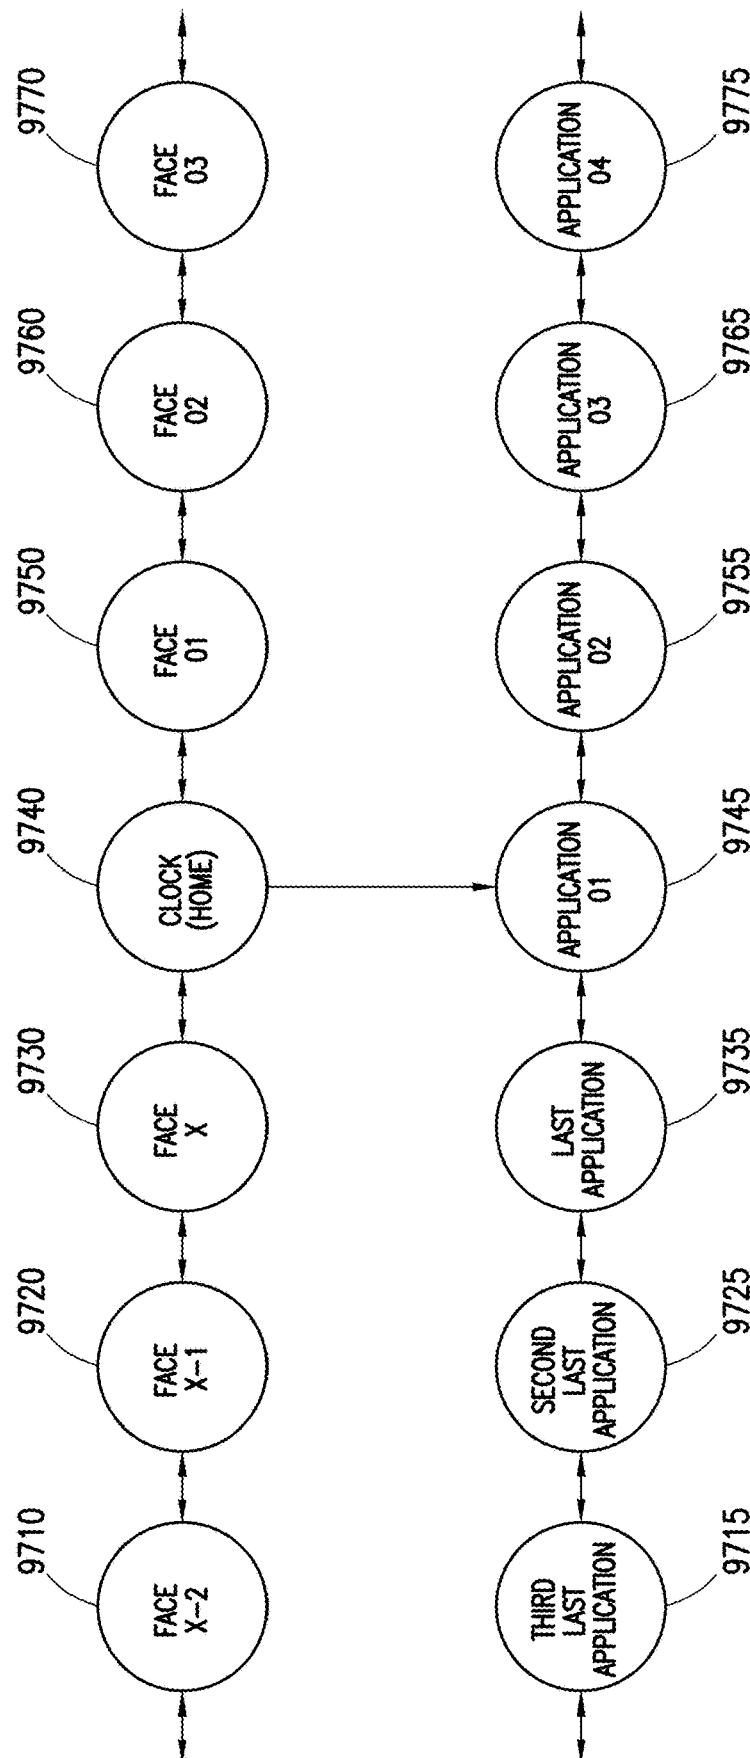 9710
9720
9730
9740
9750
9760
9770
FACE
X-2
FACE
X-1
FACE
X
CLOCK
(HOME)
FACE
01
FACE
02
FACE
03
THIRD
LAST
APPLICATION
SECOND
LAST
APPLICATION
LAST
APPLICATION
APPLICATION
01
APPLICATION
02
APPLICATION
03
APPLICATION
04
9715
9725
9735
9745
9755
9765
9775